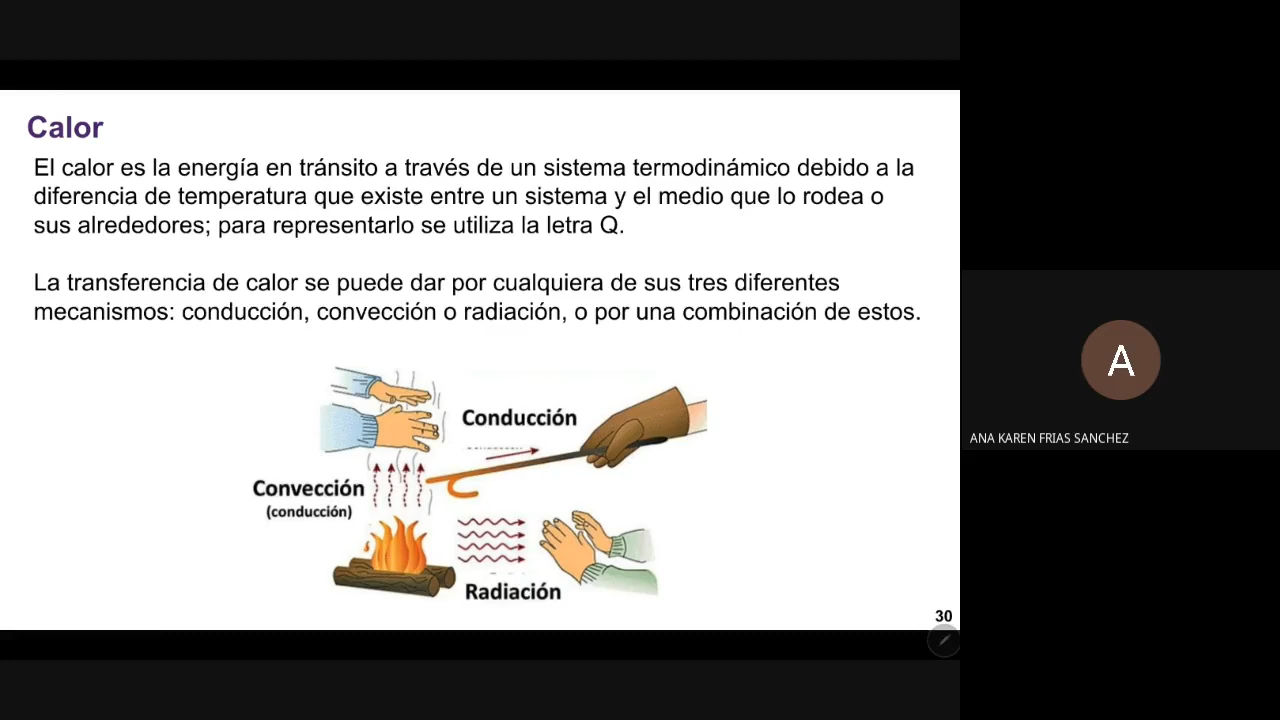 Calor
El calor es la energía en tránsito a través de un sistema termodinámico debido a la
diferencia de temperatura que existe entre un sistema y el medio que lo rodea o
sus alrededores; para representarlo se utiliza la letra Q.
La transferencia de calor se puede dar por cualquiera de sus tres diferentes
mecanismos: conducción, convección o radiación, o por una combinación de estos.
Conducción
Convección
(conducción)
Radiación
30
A
ANA KAREN FRIAS SANCHEZ